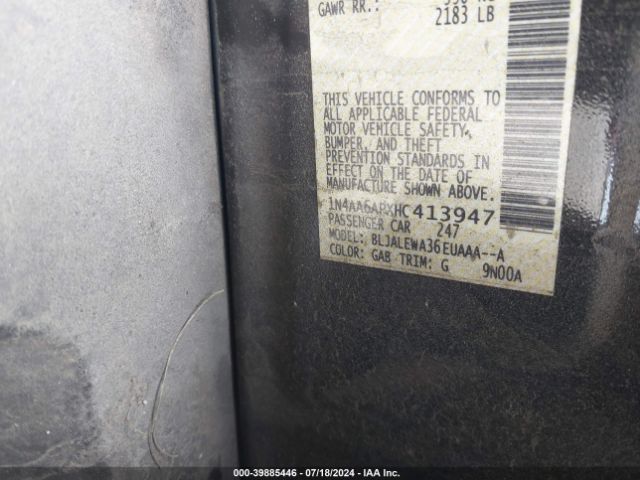 GAWR RR.:
2183 LB
THIS VEHICLE CONFORMS TO
ALL APPLICABLE FEDERAL
MOTOR VEHICLE SAFETY,
BUMPER, AND THEFT
PREVENTION STANDARDS IN
EFFECT ON THE DATE OF
MANUFACTURE SHOWN ABOVE.
1N4AA6APXHC413947
PASSENGER CAR 247
MODEL: BLJALEWA36EUAAA--A
COLOR: GAB TRIM: G 9N00A
000-39885446 - 07/18/2024 - IAA Inc.